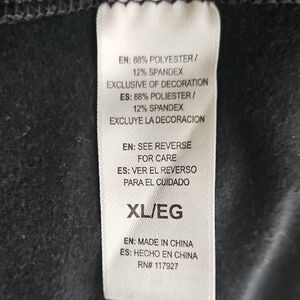 EN: 88% POLYESTER /
12% SPANDEX
EXCLUSIVE OF DECORATION
ES: 88% POLIESTER /
12% SPANDEX
EXCLUYE LA DECORACION
EN: SEE REVERSE
FOR CARE
ES: VER EL REVERSO
PARA EL CUIDADO
XL/EG
EN: MADE IN CHINA
ES: HECHO EN CHINA
RN# 117927